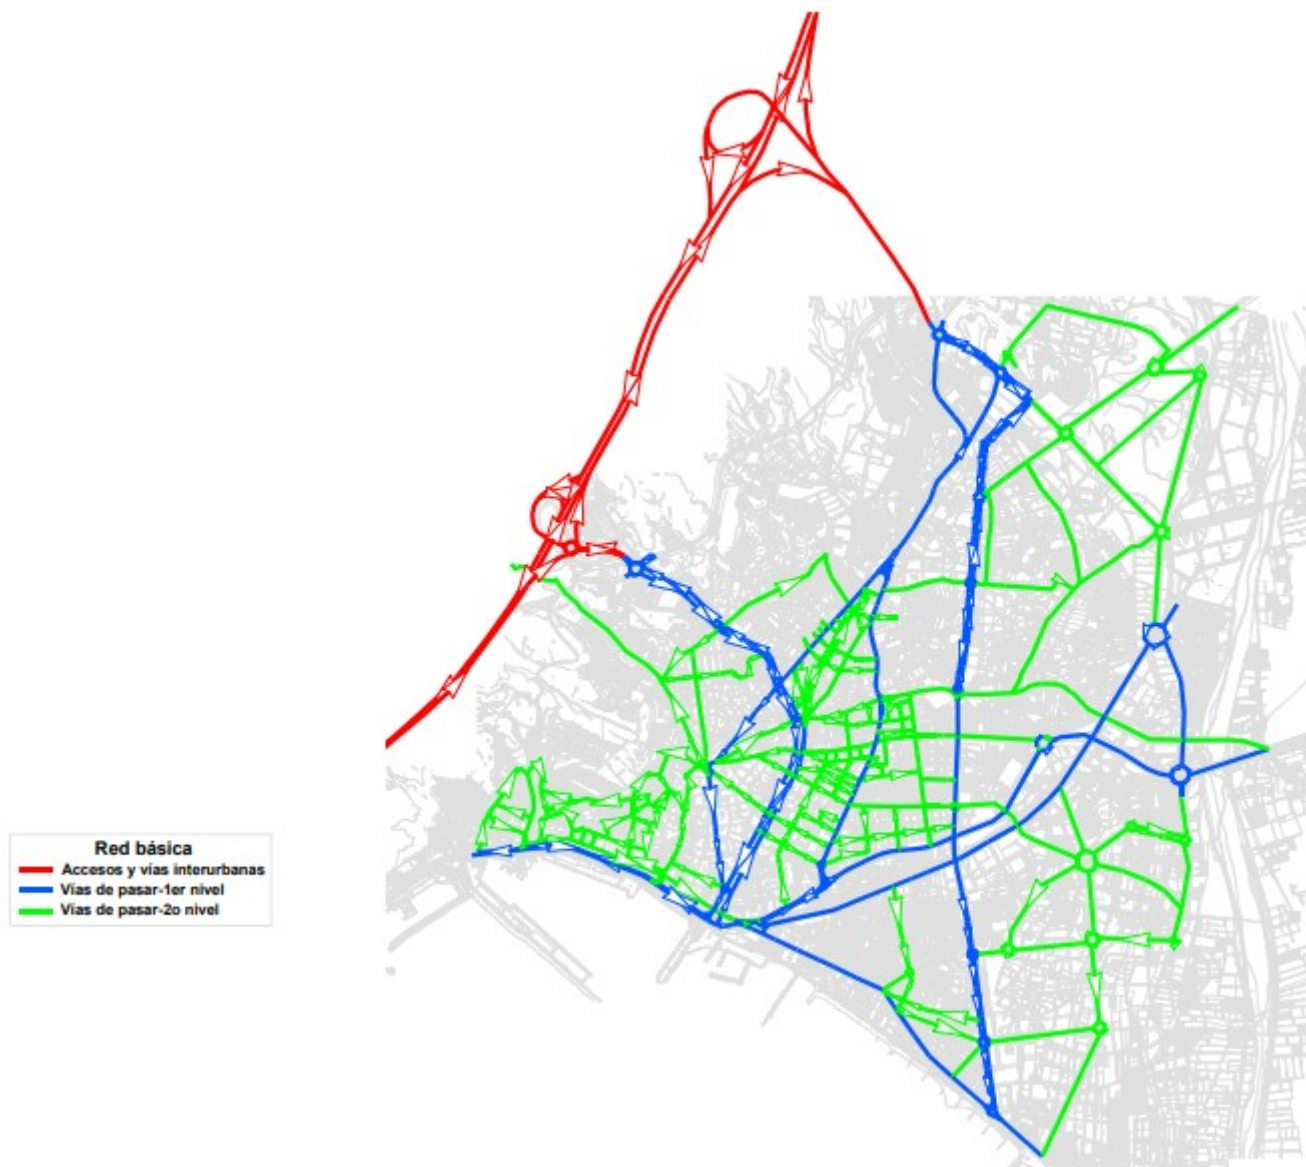 Red básica
Accesos y vías interurbanas
Vías de pasar-1er nivel
Vías de pasar-2o nivel